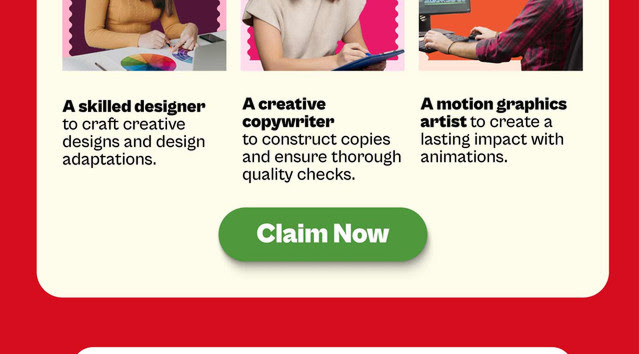 A skilled designer
to craft creative
designs and design
adaptations.
A creative
copywriter
to construct copies
and ensure thorough
quality checks.
A motion graphics
artist to create a
lasting impact with
animations.
Claim Now